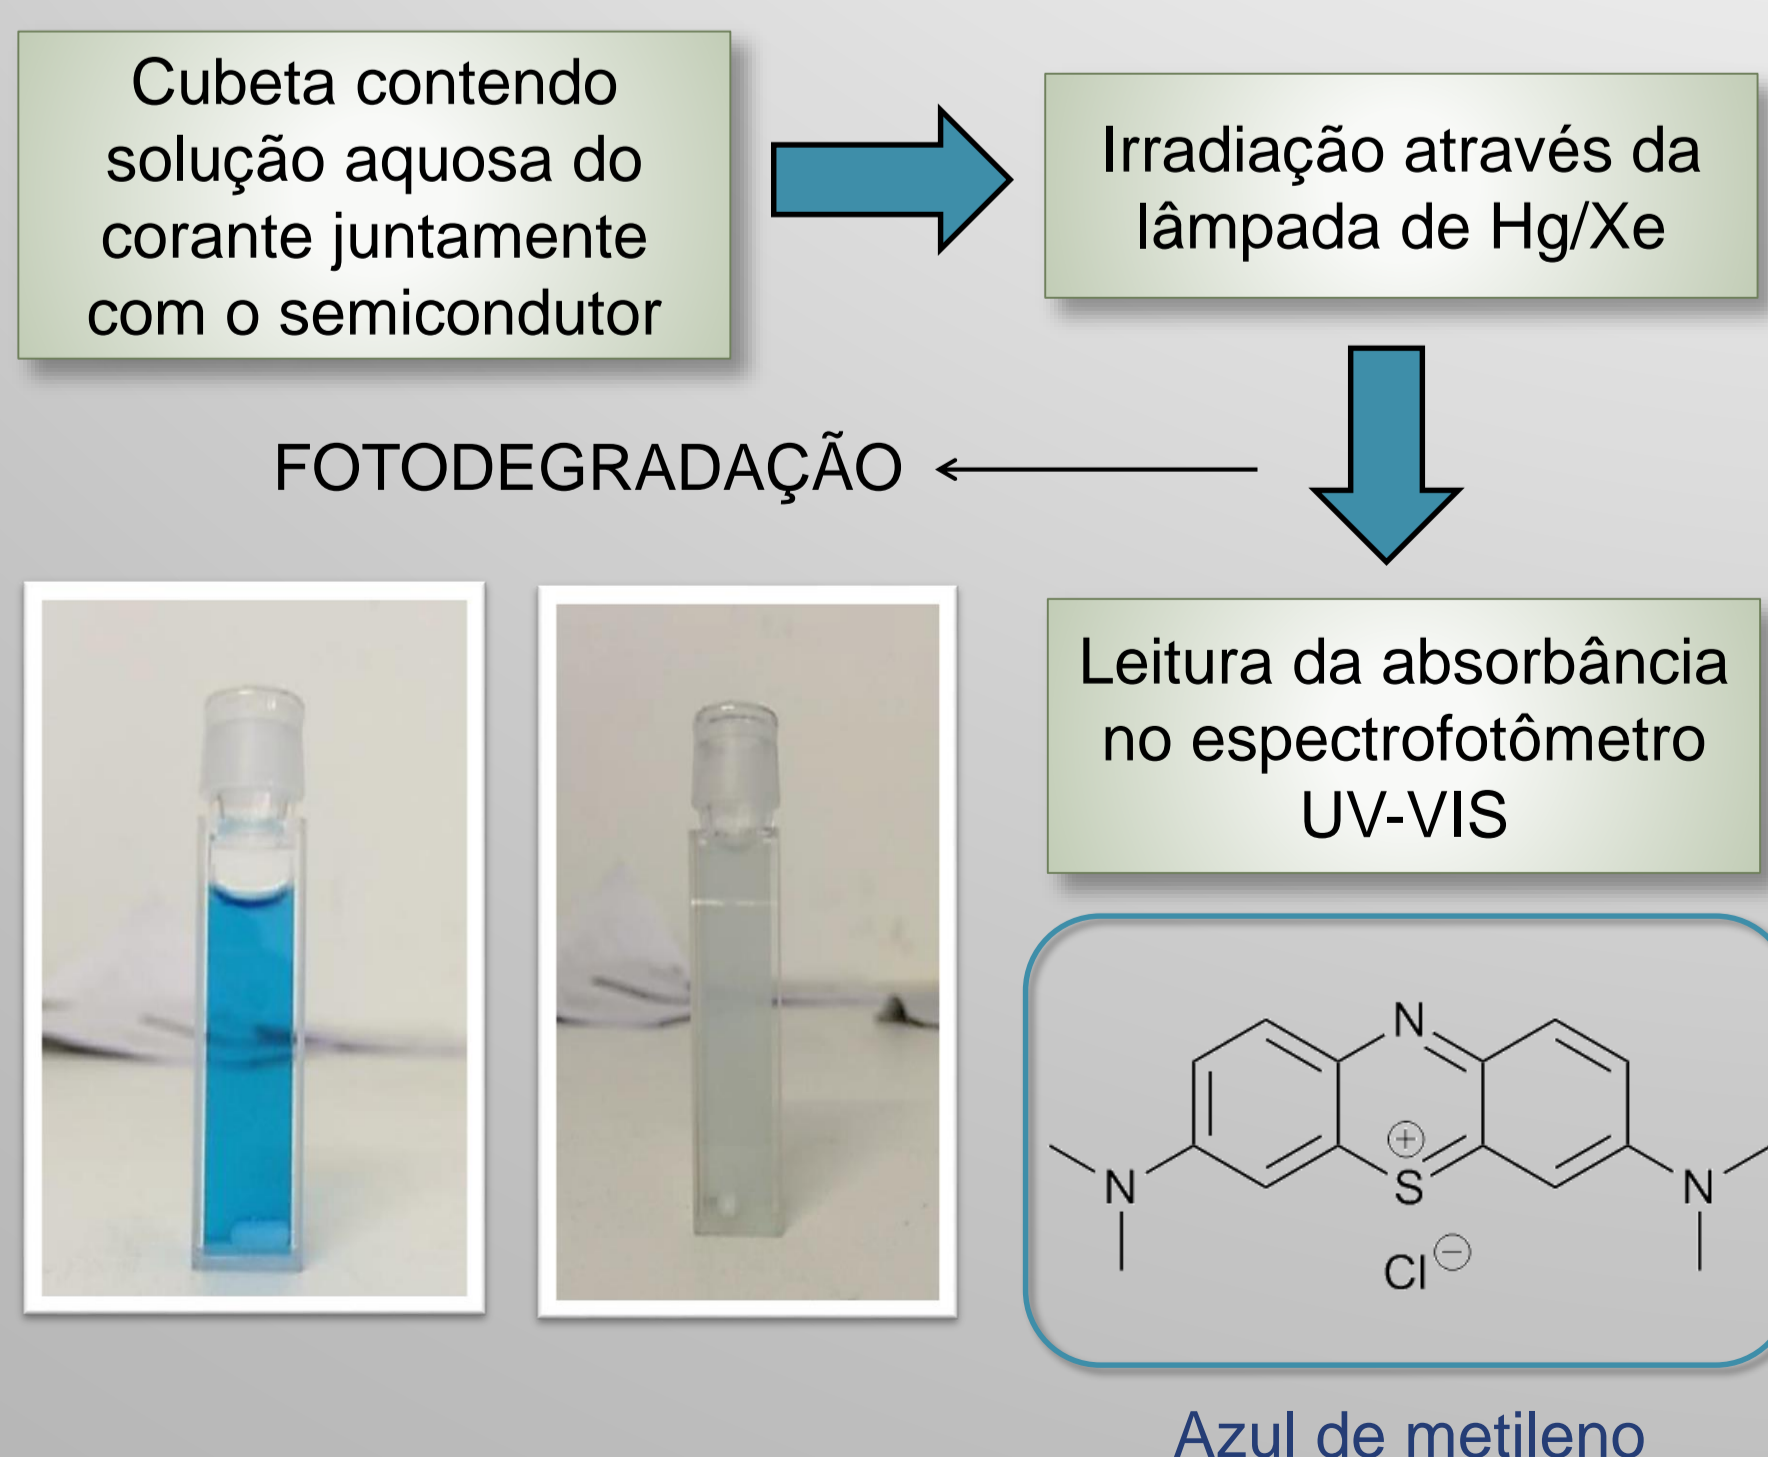 Cubeta contendo
solução aquosa do
corante juntamente
com o semicondutor
Irradiação através da
lâmpada de Hg/Xe
FOTODEGRADAÇÃO
Leitura da absorbância
no espectrofotômetro
UV-VIS
N
S
⊕
N
N
Cl⊖
Azul de metileno